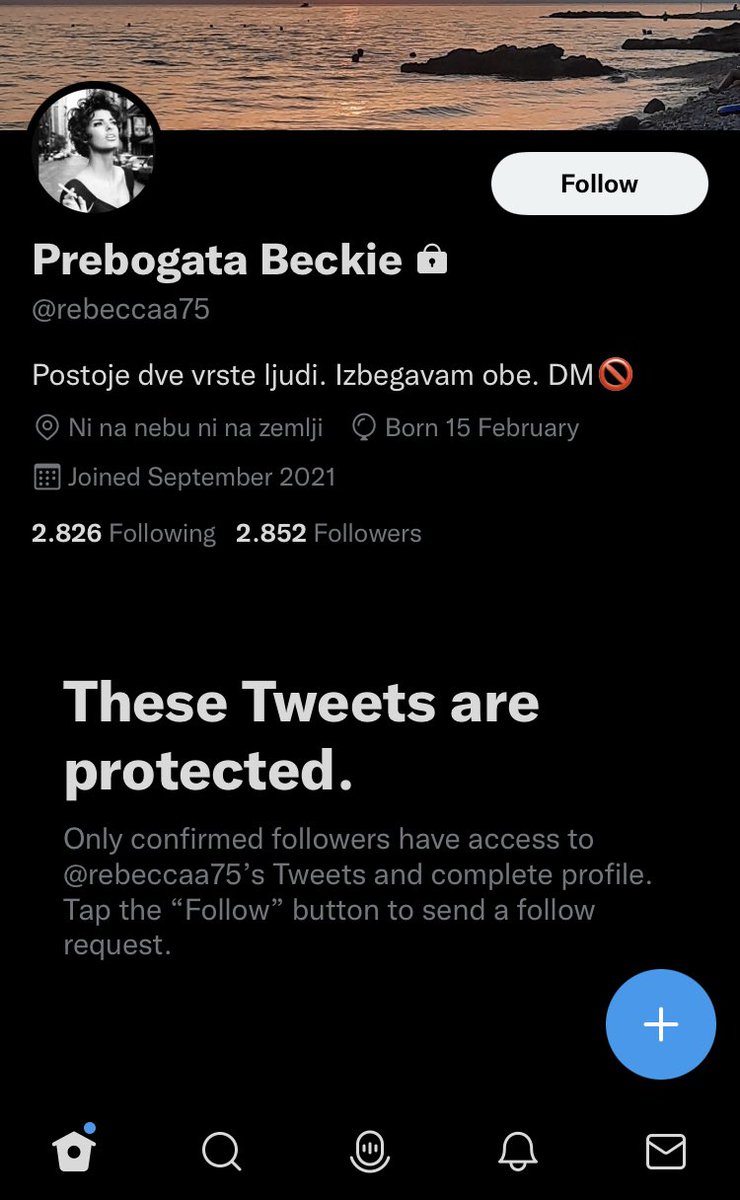 Follow
Prebogata Beckie
@rebeccaa75
Postoje dve vrste ljudi. Izbegavam obe. DM🚫
Ni na nebu ni na zemlji Born 15 February
Joined September 2021
2.826 Following 2.852 Followers
These Tweets are
protected.
Only confirmed followers have access to
@rebeccaa75’s Tweets and complete profile.
Tap the “Follow” button to send a follow
request.